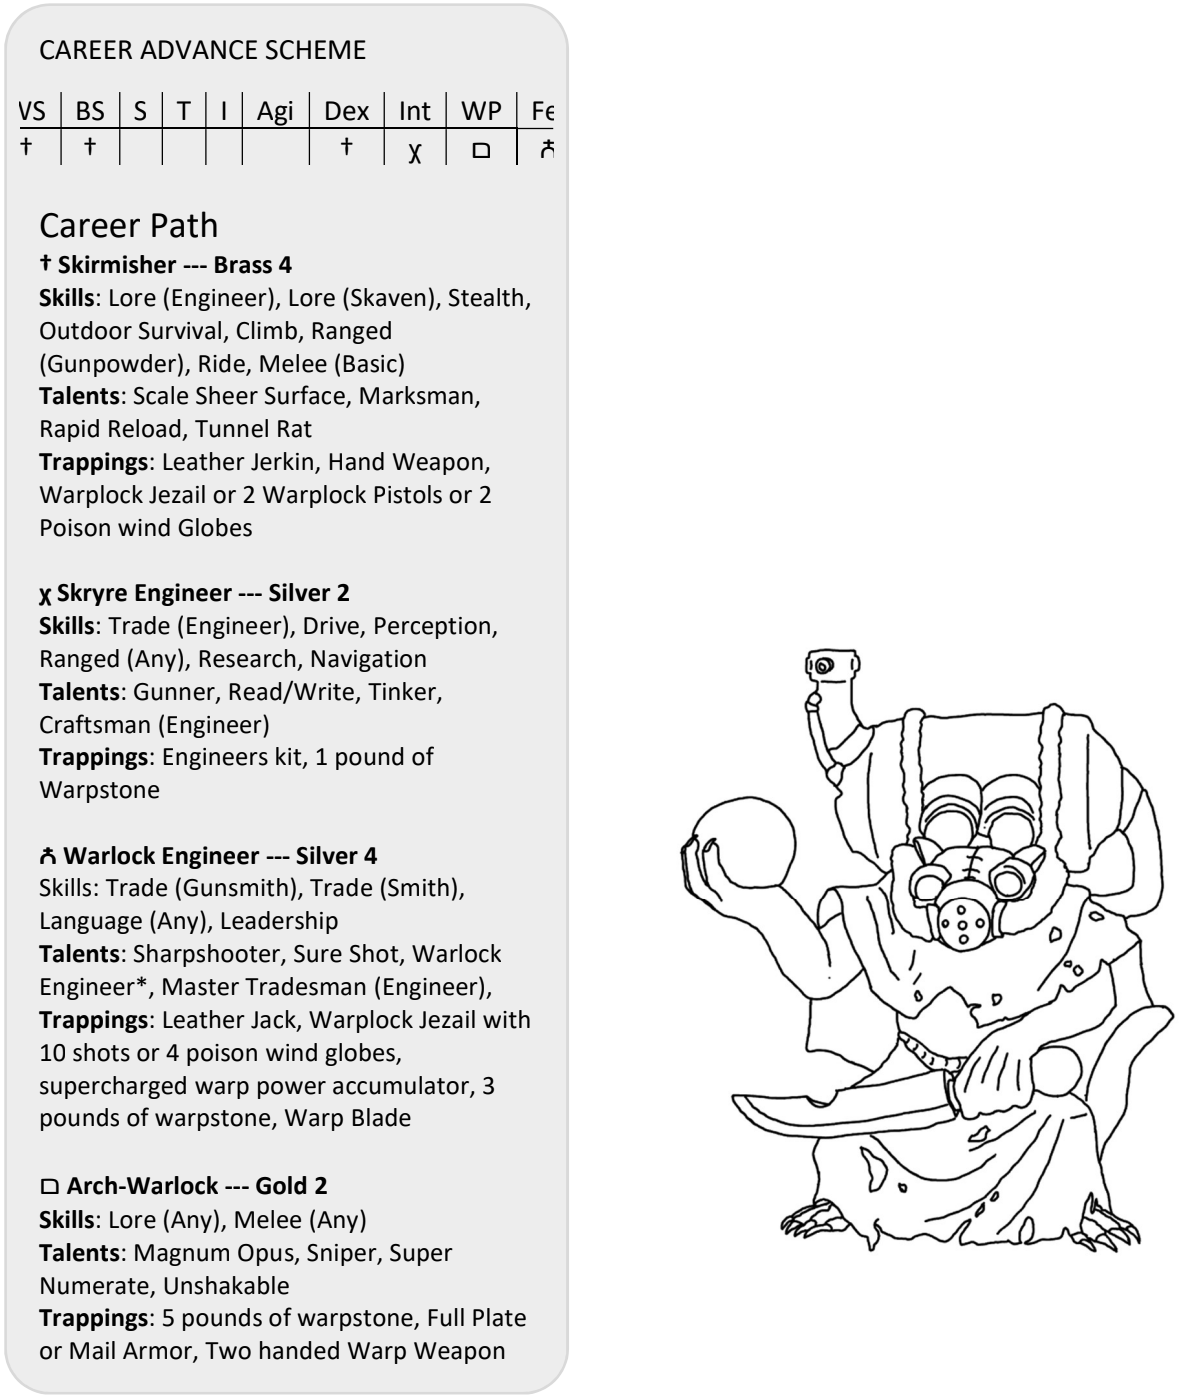 CAREER ADVANCE SCHEME
VS BS S T I Agi Dex Int WP Fe
† † † χ ם ጰ
Career Path
† Skirmisher --- Brass 4
Skills: Lore (Engineer), Lore (Skaven), Stealth,
Outdoor Survival, Climb, Ranged
(Gunpowder), Ride, Melee (Basic)
Talents: Scale Sheer Surface, Marksman,
Rapid Reload, Tunnel Rat
Trappings: Leather Jerkin, Hand Weapon,
Warplock Jezail or 2 Warplock Pistols or 2
Poison wind Globes
χ Skryre Engineer --- Silver 2
Skills: Trade (Engineer), Drive, Perception,
Ranged (Any), Research, Navigation
Talents: Gunner, Read/Write, Tinker,
Craftsman (Engineer)
Trappings: Engineers kit, 1 pound of
Warpstone
ጰ Warlock Engineer --- Silver 4
Skills: Trade (Gunsmith), Trade (Smith),
Language (Any), Leadership
Talents: Sharpshooter, Sure Shot, Warlock
Engineer*, Master Tradesman (Engineer),
Trappings: Leather Jack, Warplock Jezail with
10 shots or 4 poison wind globes,
supercharged warp power accumulator, 3
pounds of warpstone, Warp Blade
ם Arch-Warlock --- Gold 2
Skills: Lore (Any), Melee (Any)
Talents: Magnum Opus, Sniper, Super
Numerate, Unshakable
Trappings: 5 pounds of warpstone, Full Plate
or Mail Armor, Two handed Warp Weapon